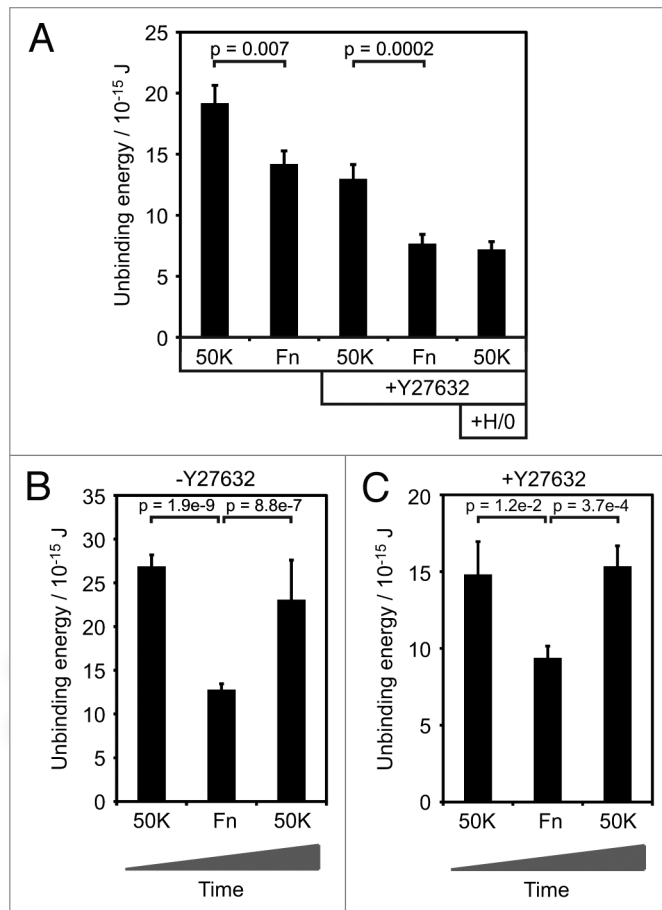 A
Unbinding energy / 10⁻¹⁵ J
25
20
15
10
5
0
p = 0.007
p = 0.0002
50K Fn 50K Fn 50K
+Y27632
+H/0
B
-Y27632
p = 1.9e-9 p = 8.8e-7
Unbinding energy / 10⁻¹⁵ J
35
30
25
20
15
10
5
0
50K Fn 50K
Time
C
+Y27632
p = 1.2e-2 p = 3.7e-4
Unbinding energy / 10⁻¹⁵ J
20
15
10
5
0
50K Fn 50K
Time